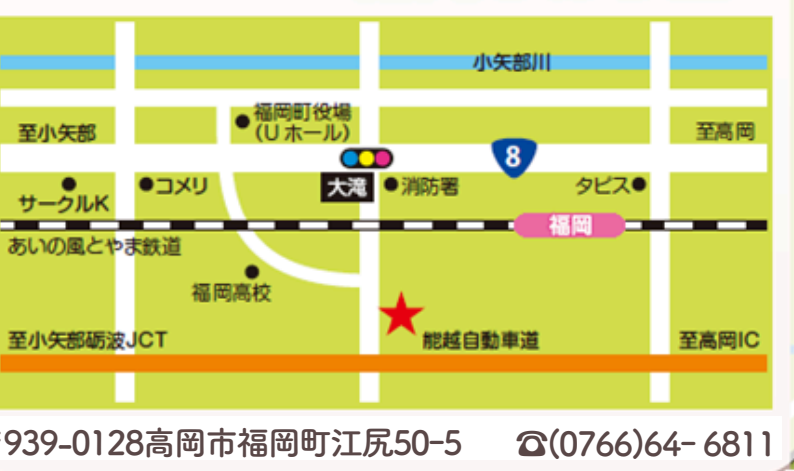 小矢部川
福岡町役場
(Uホール)
至小矢部
至高岡
8
サークルK
コメリ
大滝
消防署
タピス
福岡
あいの風とやま鉄道
福岡高校
至小矢部砺波JCT
能越自動車道
至高岡IC
939-0128高岡市福岡町江尻50-5 ☎(0766)64-6811